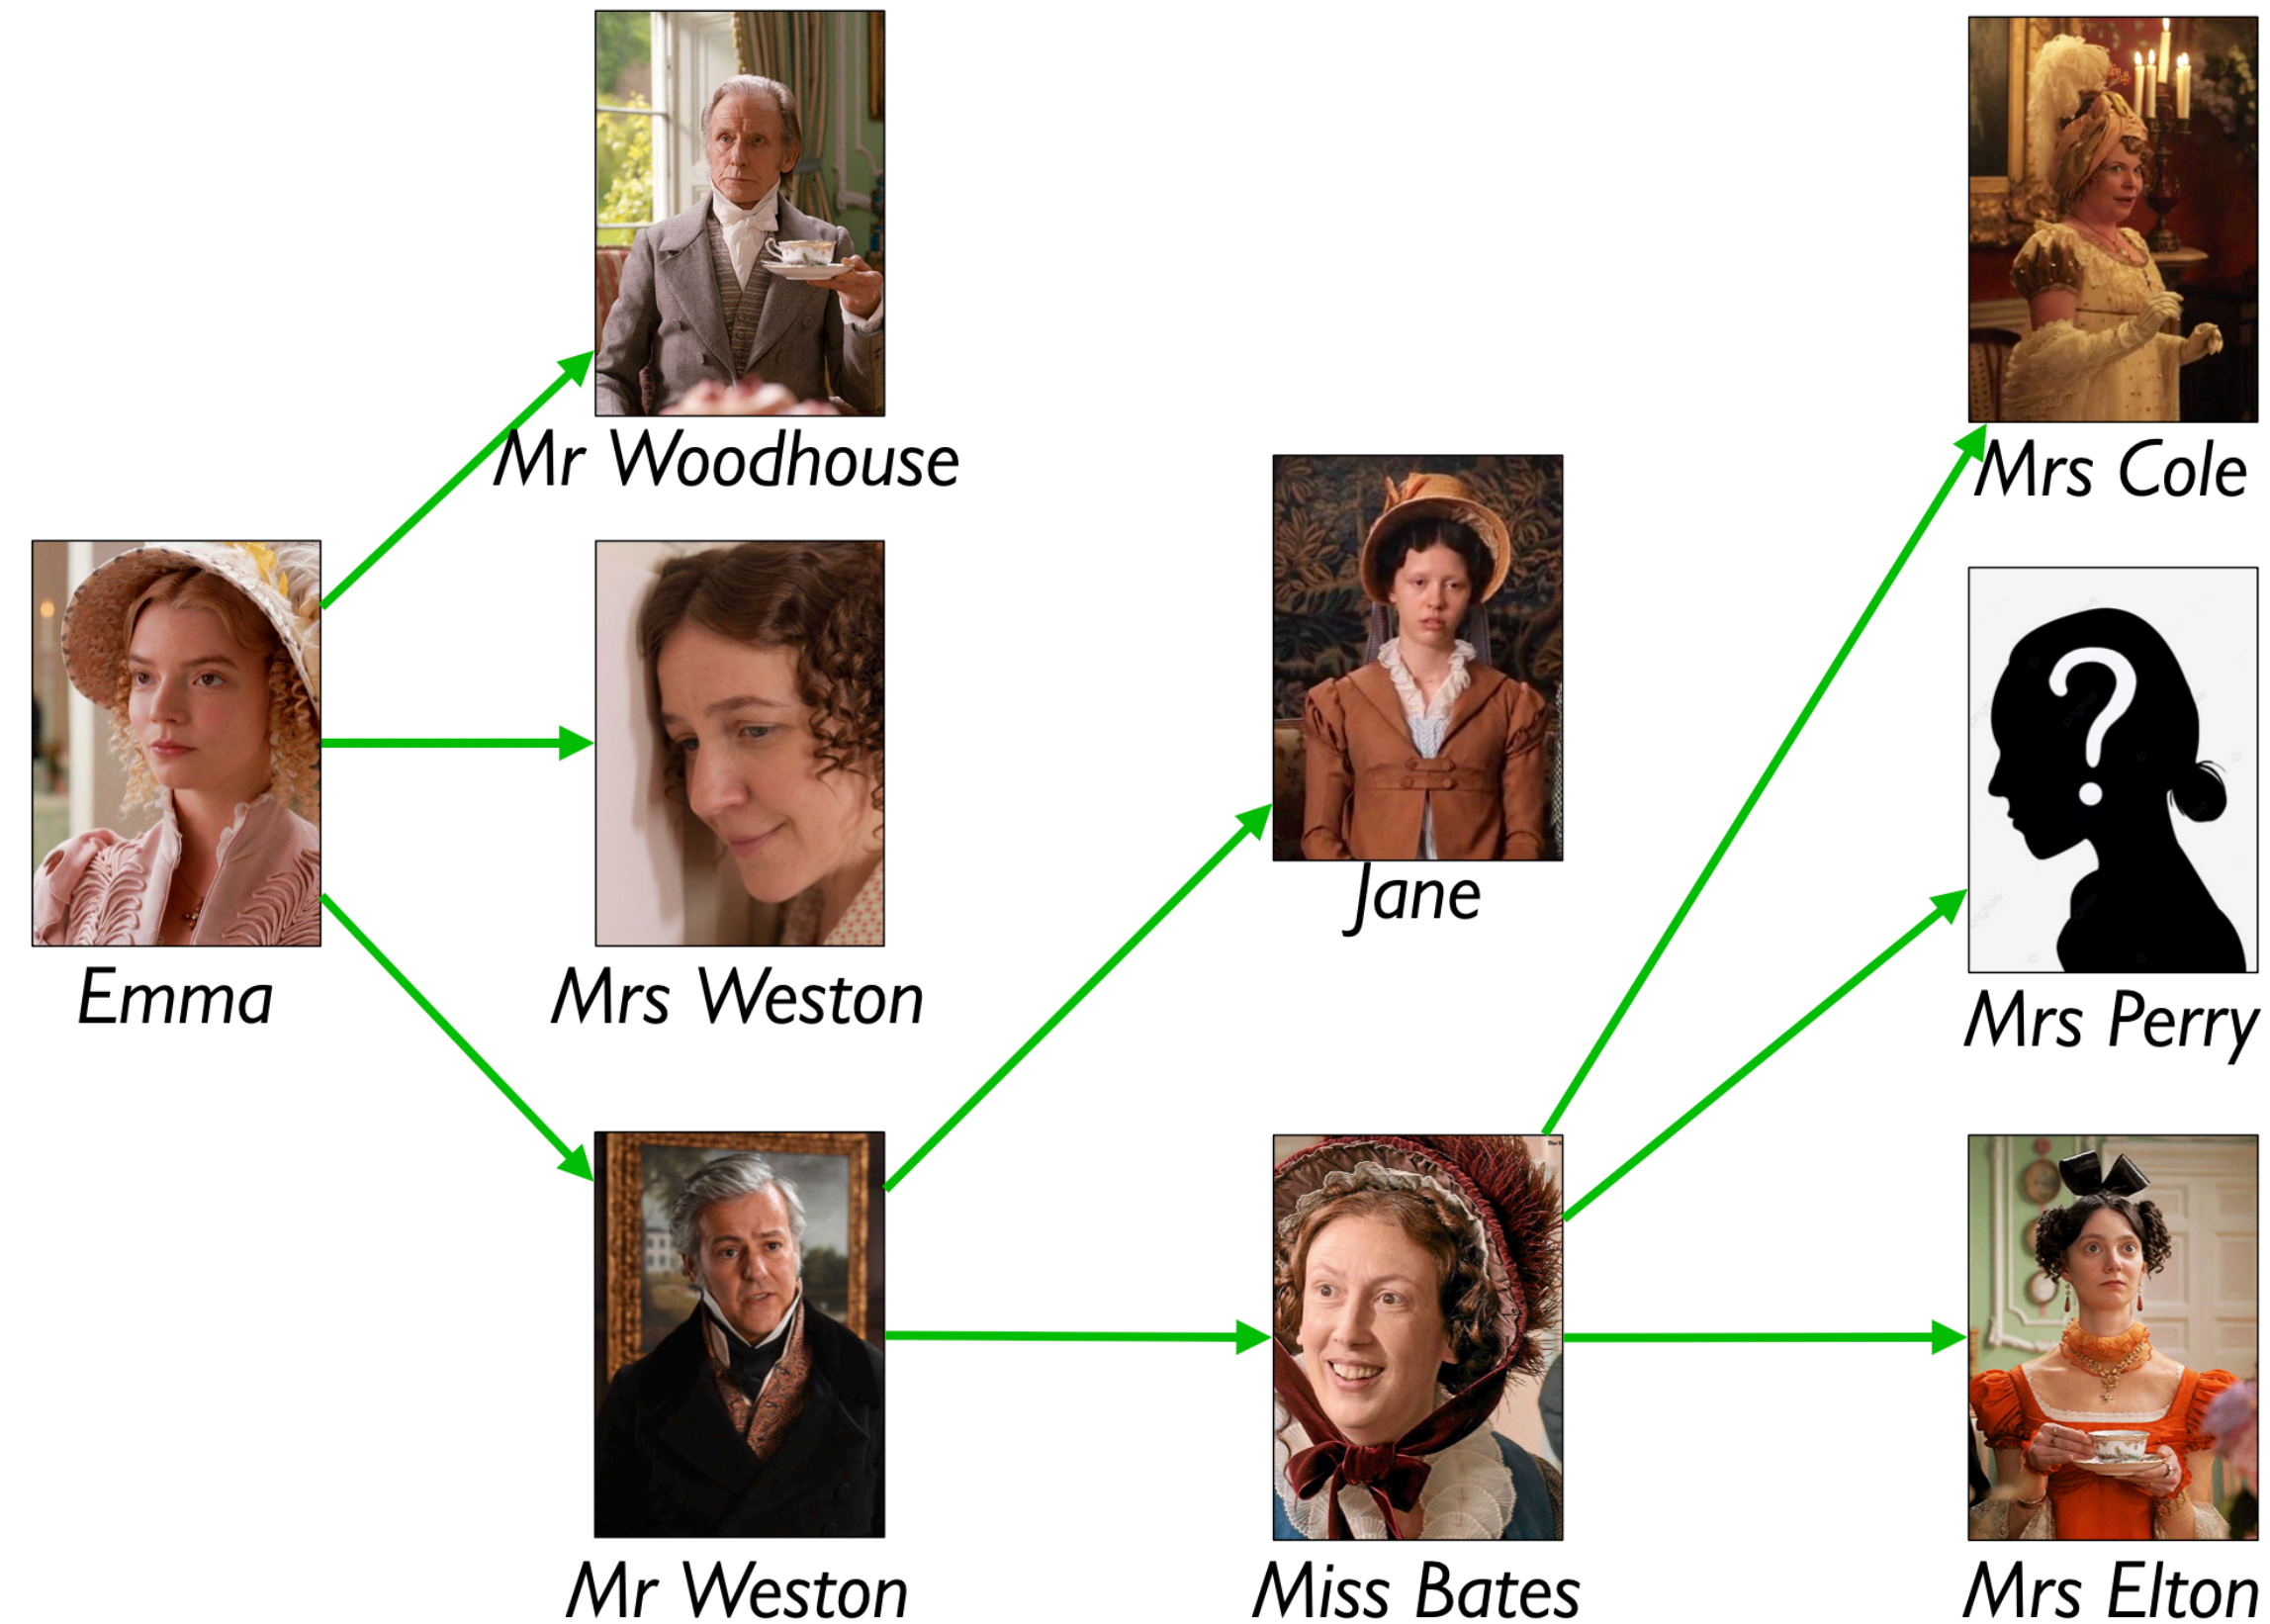 Mr Woodhouse
Mrs Cole
Jane
Emma
Mrs Weston
Mrs Perry
?
Mr Weston
Miss Bates
Mrs Elton